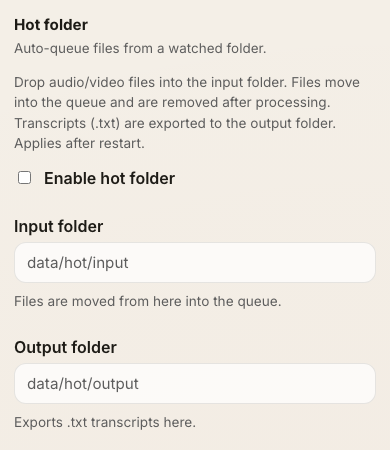 Hot folder
Auto-queue files from a watched folder.
Drop audio/video files into the input folder. Files move
into the queue and are removed after processing.
Transcripts (.txt) are exported to the output folder.
Applies after restart.
Enable hot folder
Input folder
data/hot/input
Files are moved from here into the queue.
Output folder
data/hot/output
Exports .txt transcripts here.